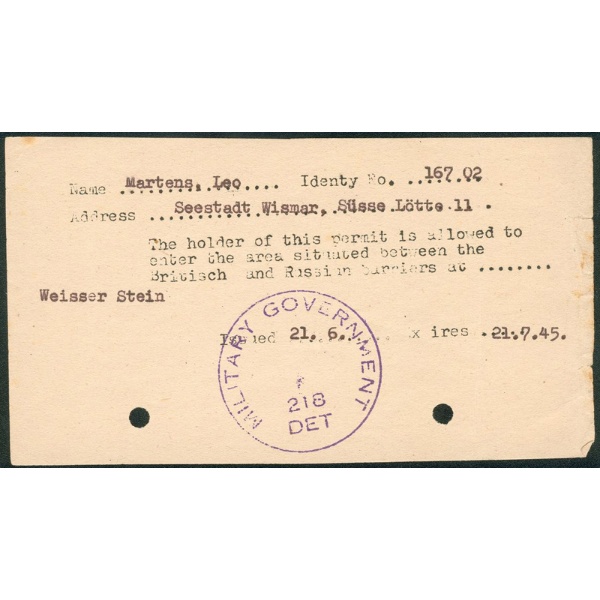 Name Martens, Leo .... Identy No. 167.02
Address Seestadt Wismar, Süsse Lötte 11 .
The holder of this permit is allowed to
enter the area situated between the
Britisch and Russian barriers at ........
Weisser Stein
Issued 21. 6. ires 21.7.45.
MILITARY GOVERNMENT
218
DET